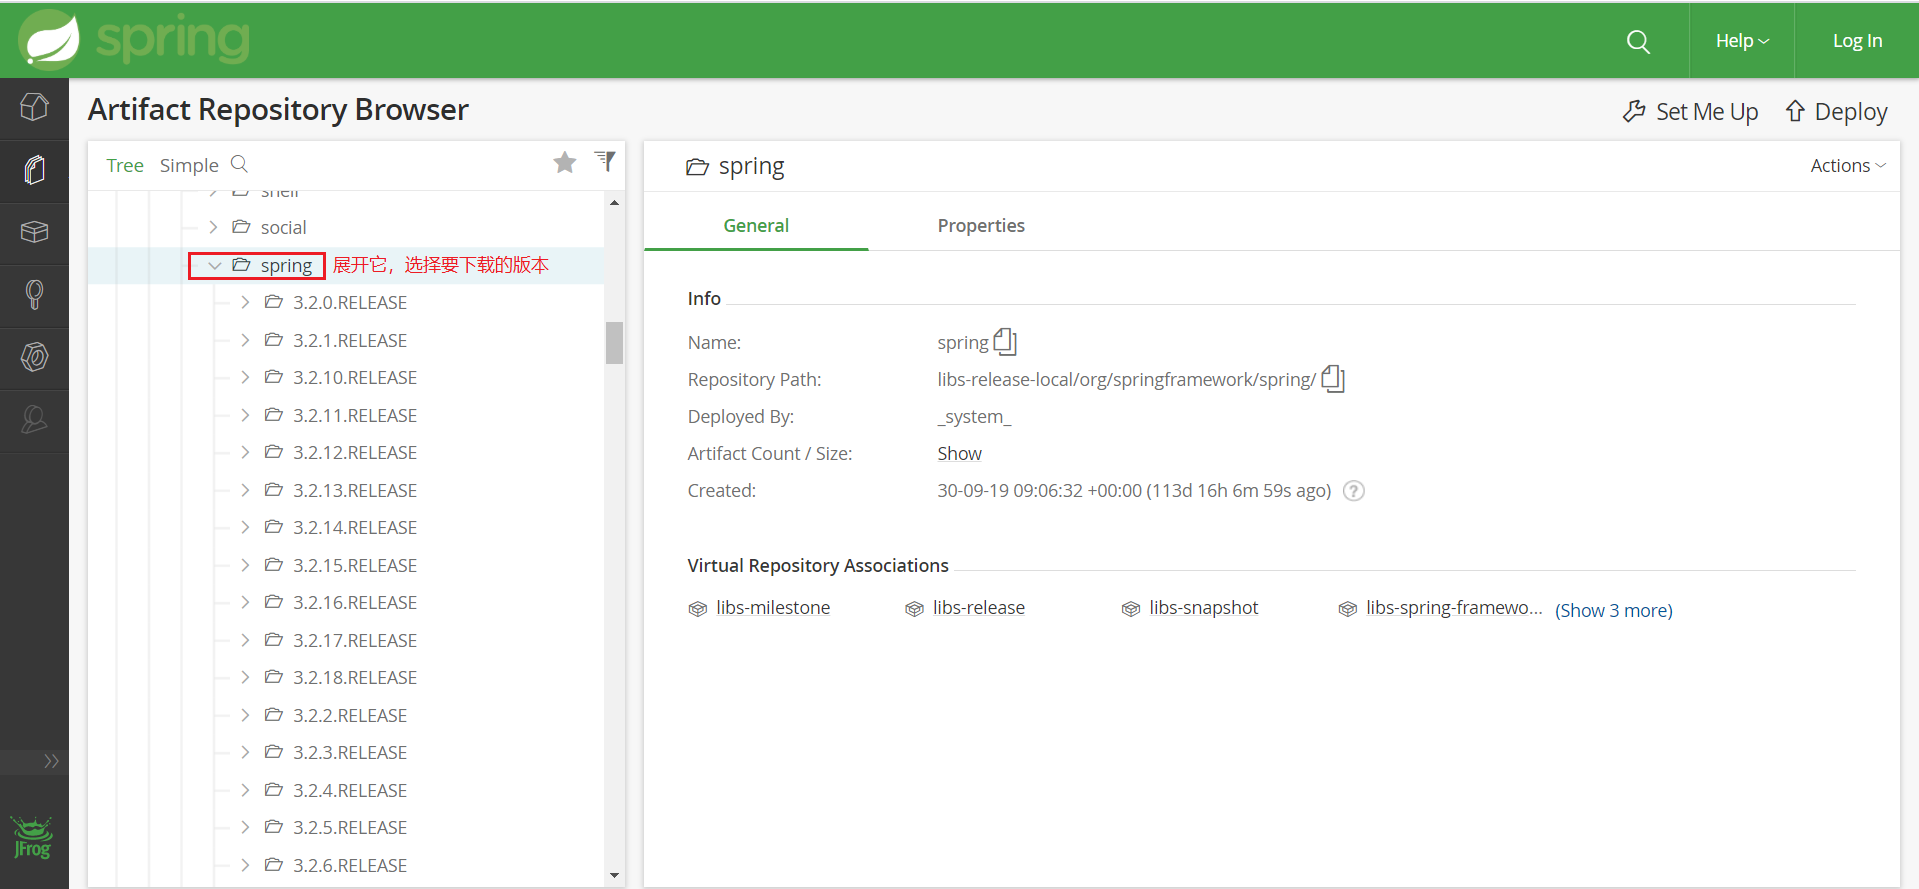 spring
Help
Log In
Artifact Repository Browser
Set Me Up
Deploy
Tree Simple
shell
social
spring 展开它，选择要下载的版本
3.2.0.RELEASE
3.2.1.RELEASE
3.2.10.RELEASE
3.2.11.RELEASE
3.2.12.RELEASE
3.2.13.RELEASE
3.2.14.RELEASE
3.2.15.RELEASE
3.2.16.RELEASE
3.2.17.RELEASE
3.2.18.RELEASE
3.2.2.RELEASE
3.2.3.RELEASE
3.2.4.RELEASE
3.2.5.RELEASE
3.2.6.RELEASE
JFrog
spring
Actions
General Properties
Info
Name: spring
Repository Path: libs-release-local/org/springframework/spring/
Deployed By: _system_
Artifact Count / Size: Show
Created: 30-09-19 09:06:32 +00:00 (113d 16h 6m 59s ago) ?
Virtual Repository Associations
libs-milestone libs-release libs-snapshot libs-spring-framewo... (Show 3 more)